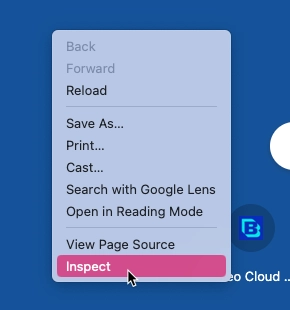 Back
Forward
Reload
Save As...
Print...
Cast...
Search with Google Lens
Open in Reading Mode
View Page Source
Inspect
eo Cloud ..